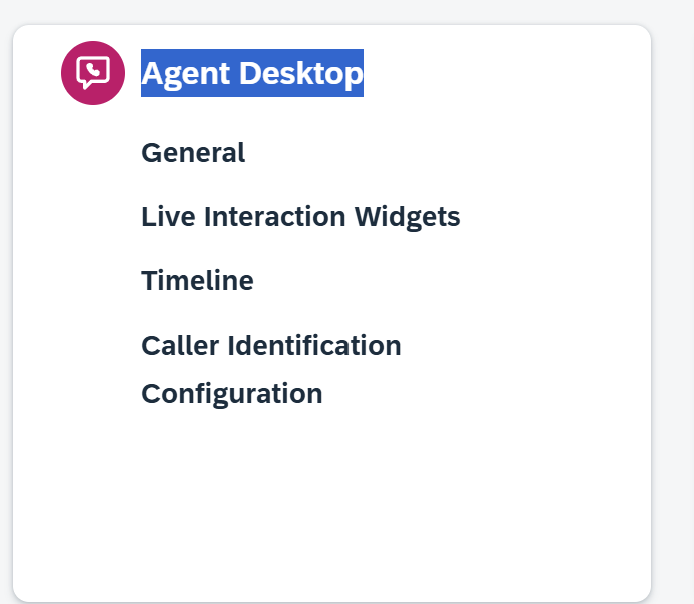 Agent Desktop
General
Live Interaction Widgets
Timeline
Caller Identification
Configuration